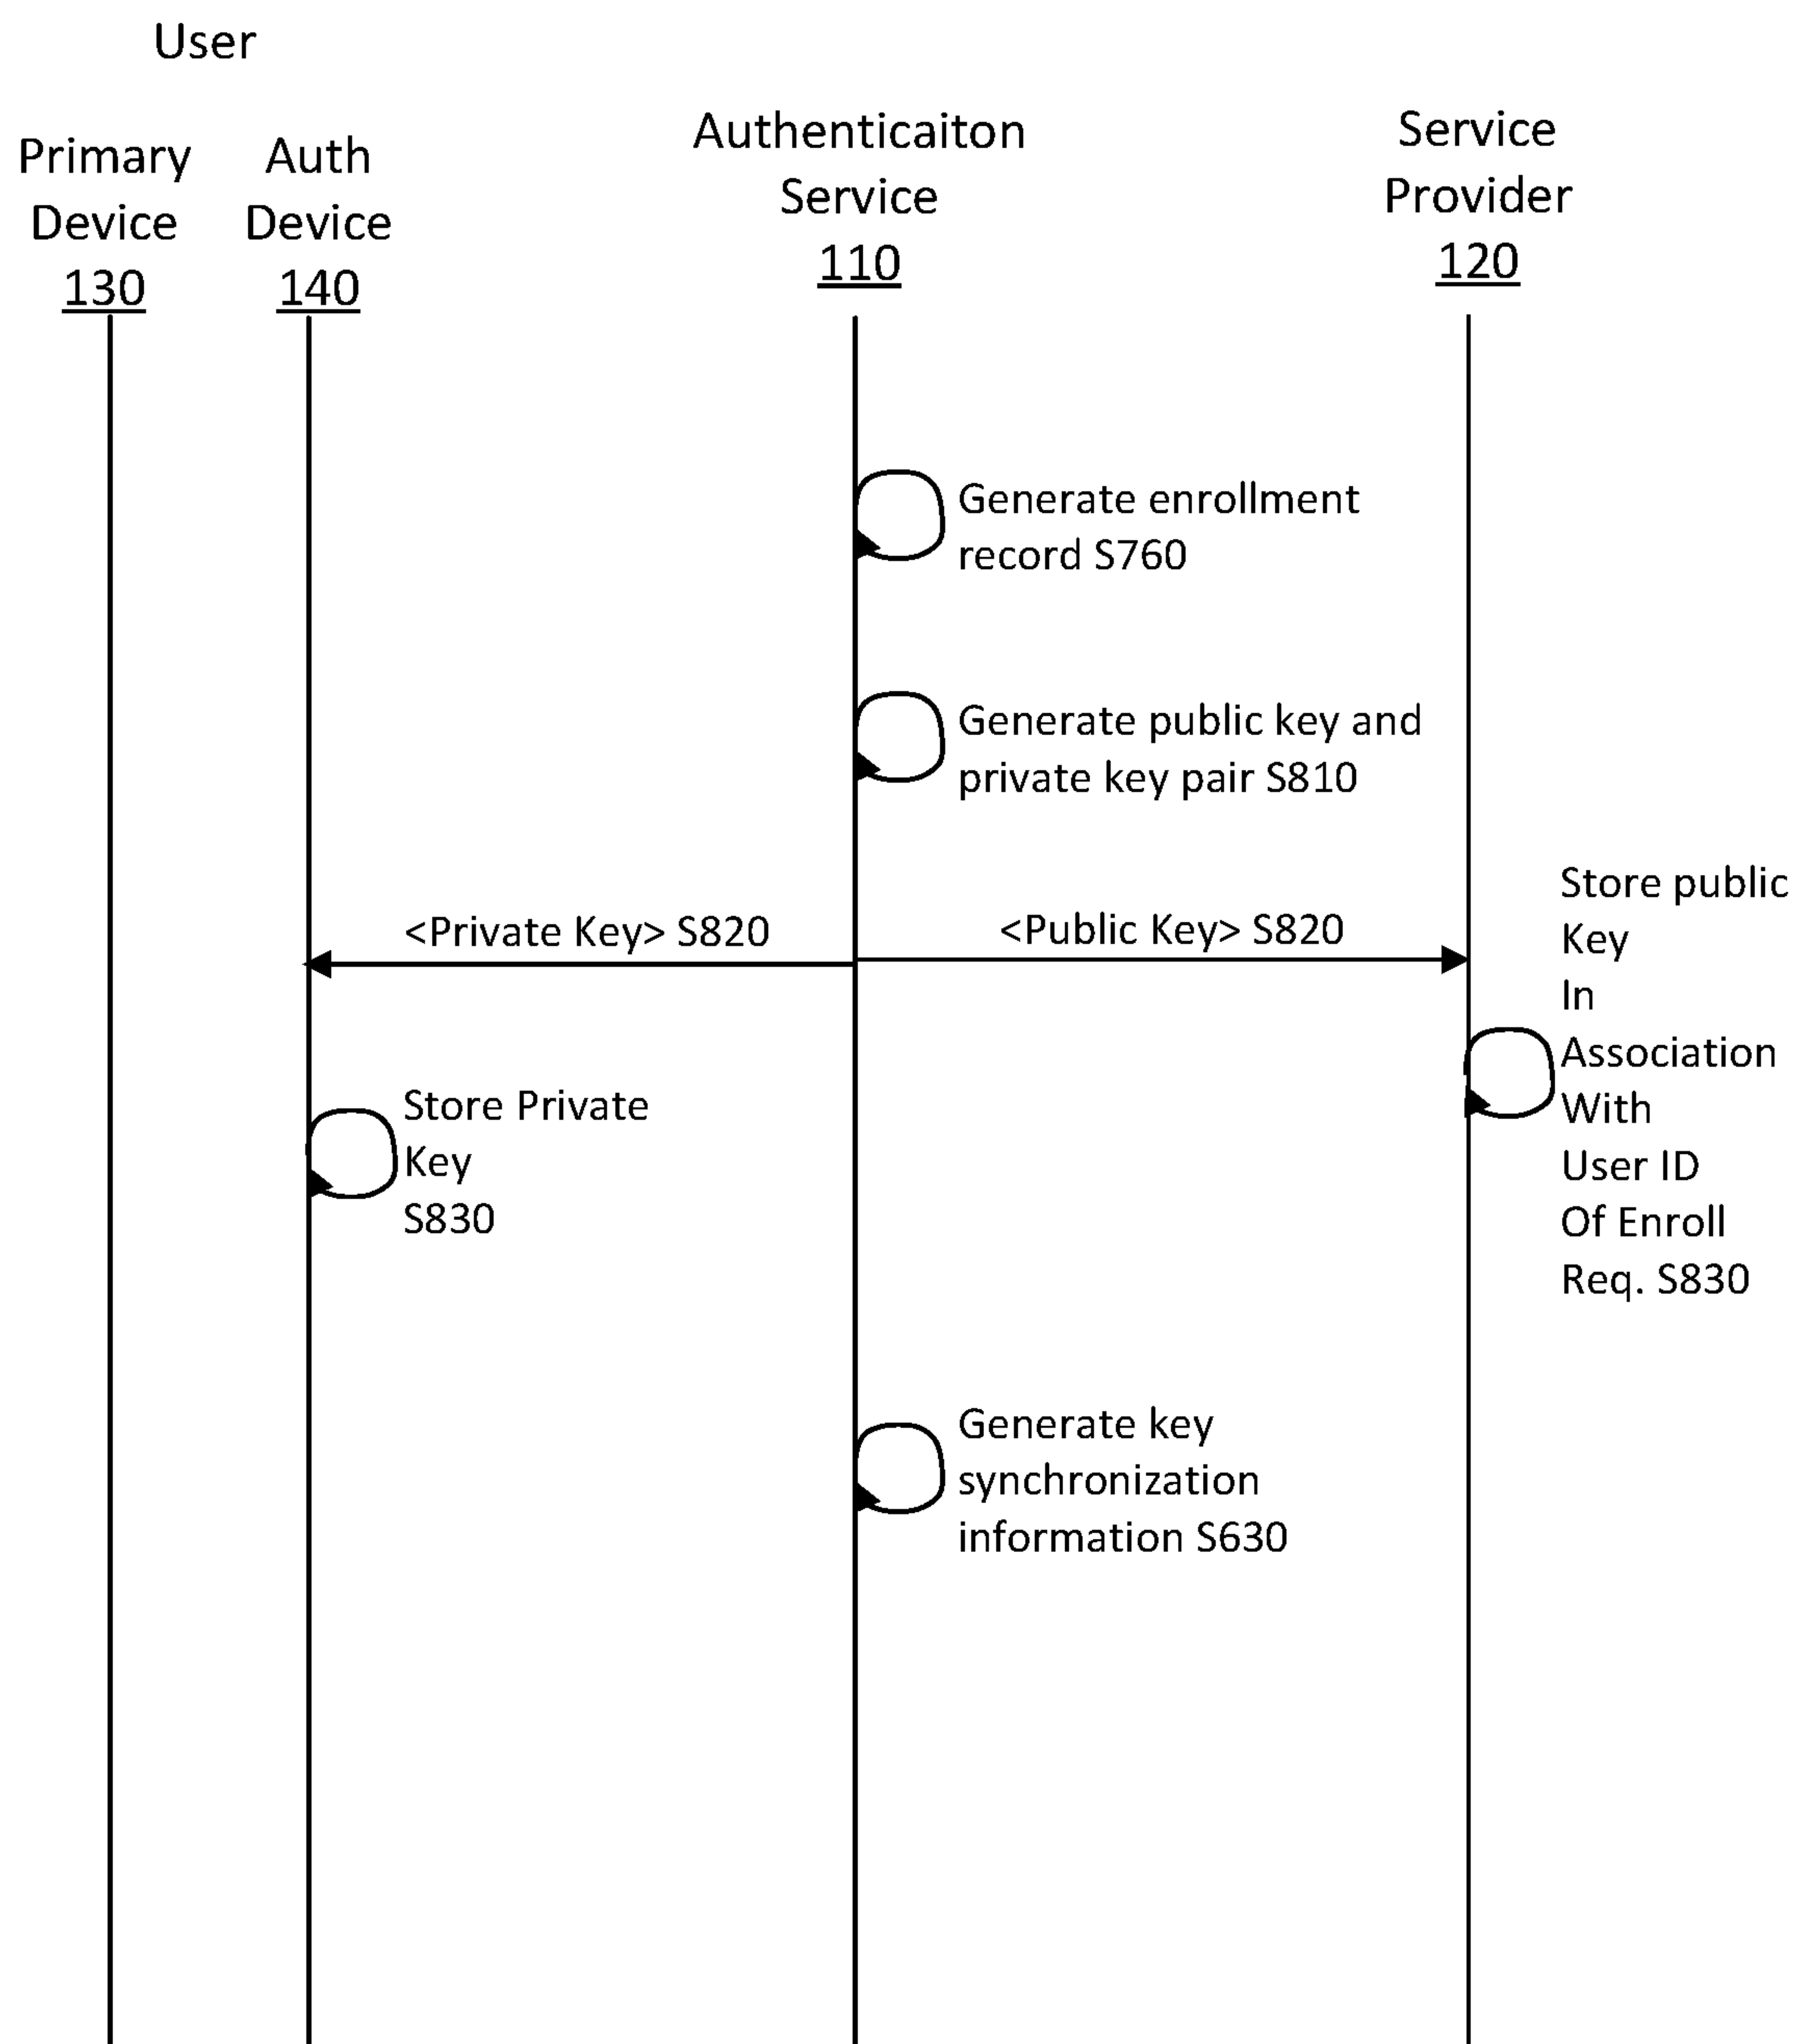 User
Primary
Device
130
Auth
Device
140
Authenticaiton
Service
110
Service
Provider
120
Generate enrollment
record S760
Generate public key and
private key pair S810
<Private Key> S820
<Public Key> S820
Store public
Key
In
Association
With
User ID
Of Enroll
Req. S830
Store Private
Key
S830
Generate key
synchronization
information S630